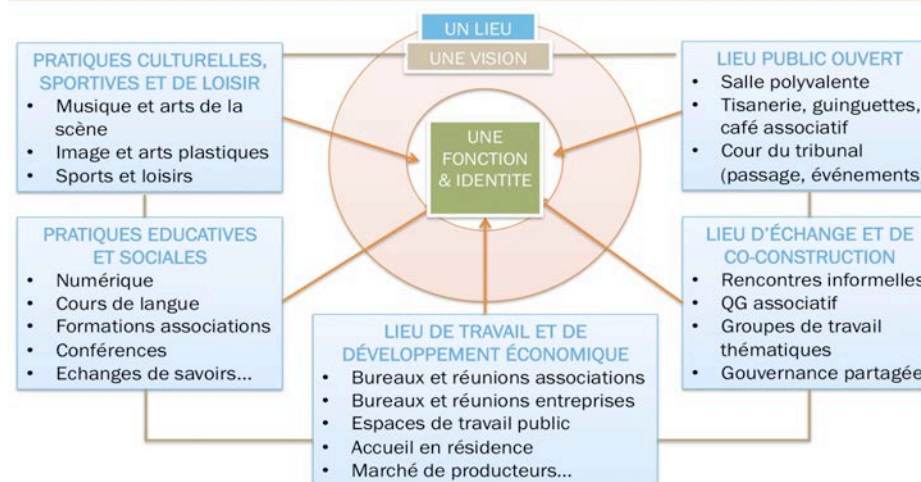 UN LIEU
UNE VISION
UNE
FONCTION
& IDENTITE
PRATIQUES CULTURELLES,
SPORTIVES ET DE LOISIR
• Musique et arts de la
scène
• Image et arts plastiques
• Sports et loisirs
LIEU PUBLIC OUVERT
• Salle polyvalente
• Tisanerie, guinguettes,
café associatif
• Cour du tribunal
(passage, événements
PRATIQUES EDUCATIVES
ET SOCIALES
• Numérique
• Cours de langue
• Formations associations
• Conférences
• Echanges de savoirs...
LIEU DE TRAVAIL ET DE
DÉVELOPPEMENT ÉCONOMIQUE
• Bureaux et réunions associations
• Bureaux et réunions entreprises
• Espaces de travail public
• Accueil en résidence
• Marché de producteurs...
LIEU D'ÉCHANGE ET DE
CO-CONSTRUCTION
• Rencontres informelles
• QG associatif
• Groupes de travail
thématiques
• Gouvernance partagée